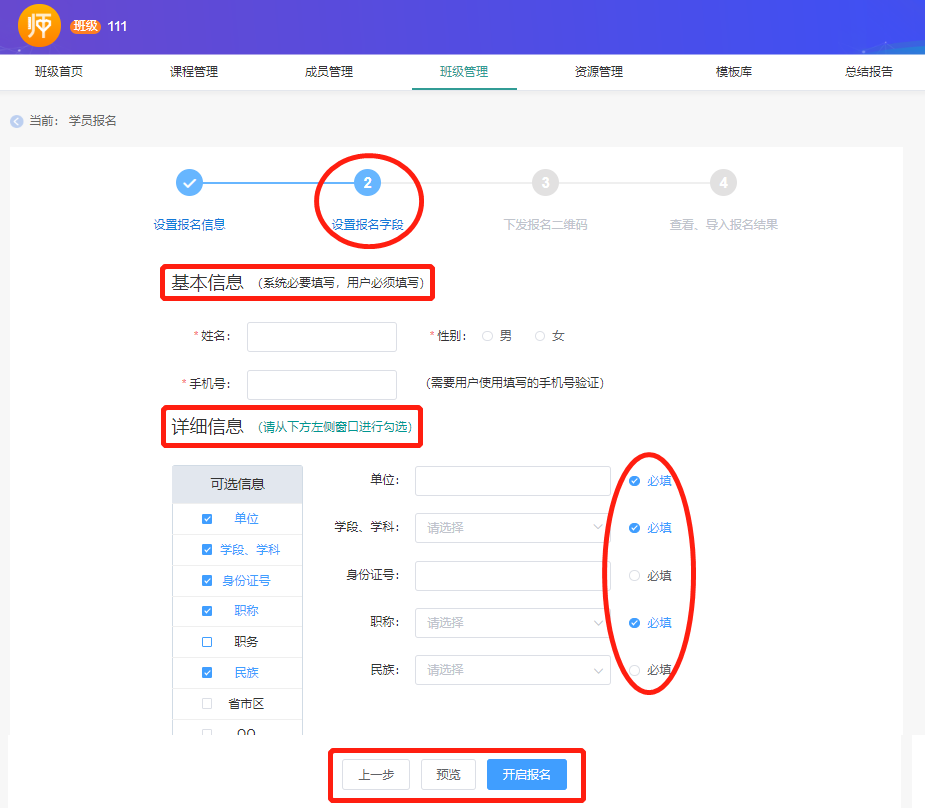 师 班级 111
班级首页 课程管理 成员管理 班级管理 资源管理 模板库 总结报告
当前: 学员报名
2 3 4
设置报名信息 设置报名字段 下发报名二维码 查看、导入报名结果
基本信息 (系统必要填写，用户必须填写)
*姓名: *性别: 男 女
*手机号: (需要用户使用填写的手机号验证)
详细信息 (请从下方左侧窗口进行勾选)
可选信息
单位
学段、学科
身份证号
职称
职务
民族
省市区
QQ
单位: 必填
学段、学科: 请选择 必填
身份证号: 必填
职称: 请选择 必填
民族: 请选择 必填
上一步 预览 开启报名